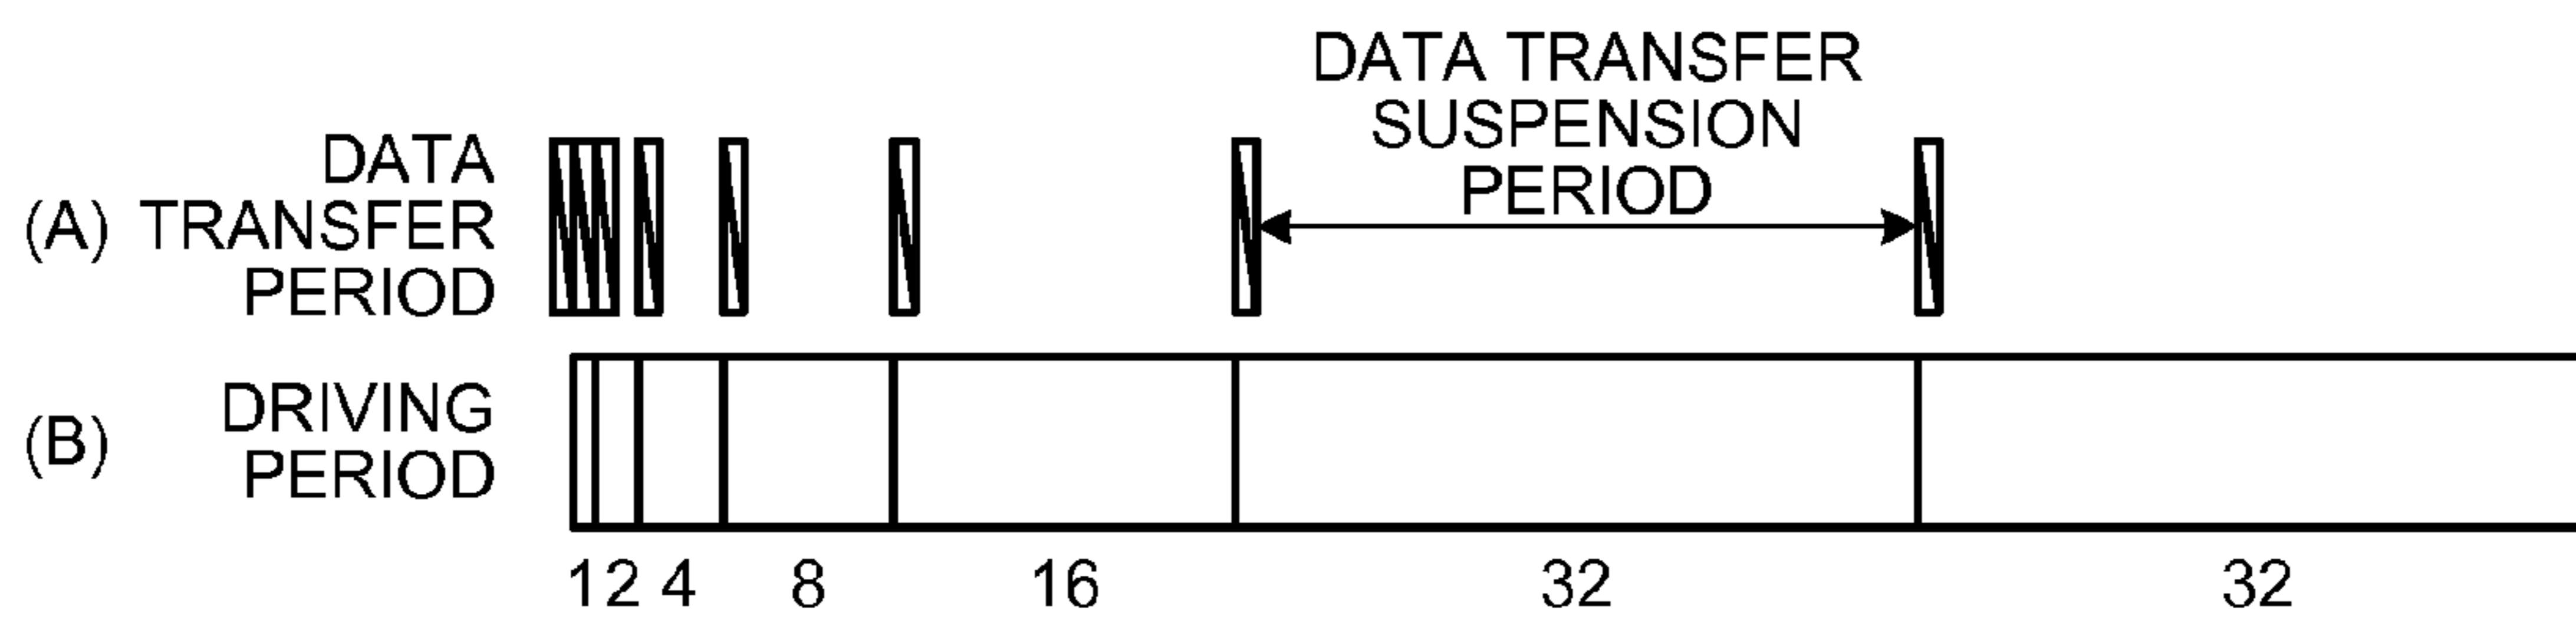 DATA TRANSFER
SUSPENSION
PERIOD
(A) DATA
TRANSFER
PERIOD
(B) DRIVING
PERIOD
1 2 4 8 16 32 32